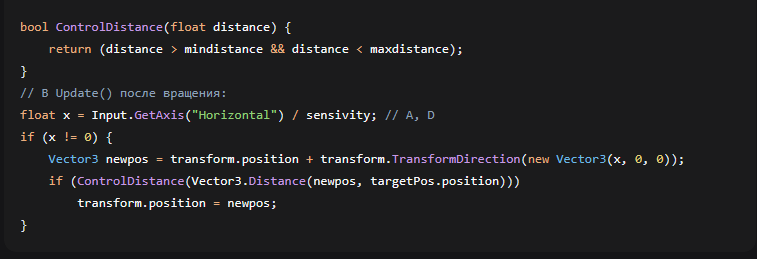 bool ControlDistance(float distance) {
    return (distance > mindistance && distance < maxdistance);
}
// В Update() после вращения:
float x = Input.GetAxis("Horizontal") / sensivity; // A, D
if (x != 0) {
    Vector3 newpos = transform.position + transform.TransformDirection(new Vector3(x, 0, 0));
    if (ControlDistance(Vector3.Distance(newpos, targetPos.position)))
        transform.position = newpos;
}